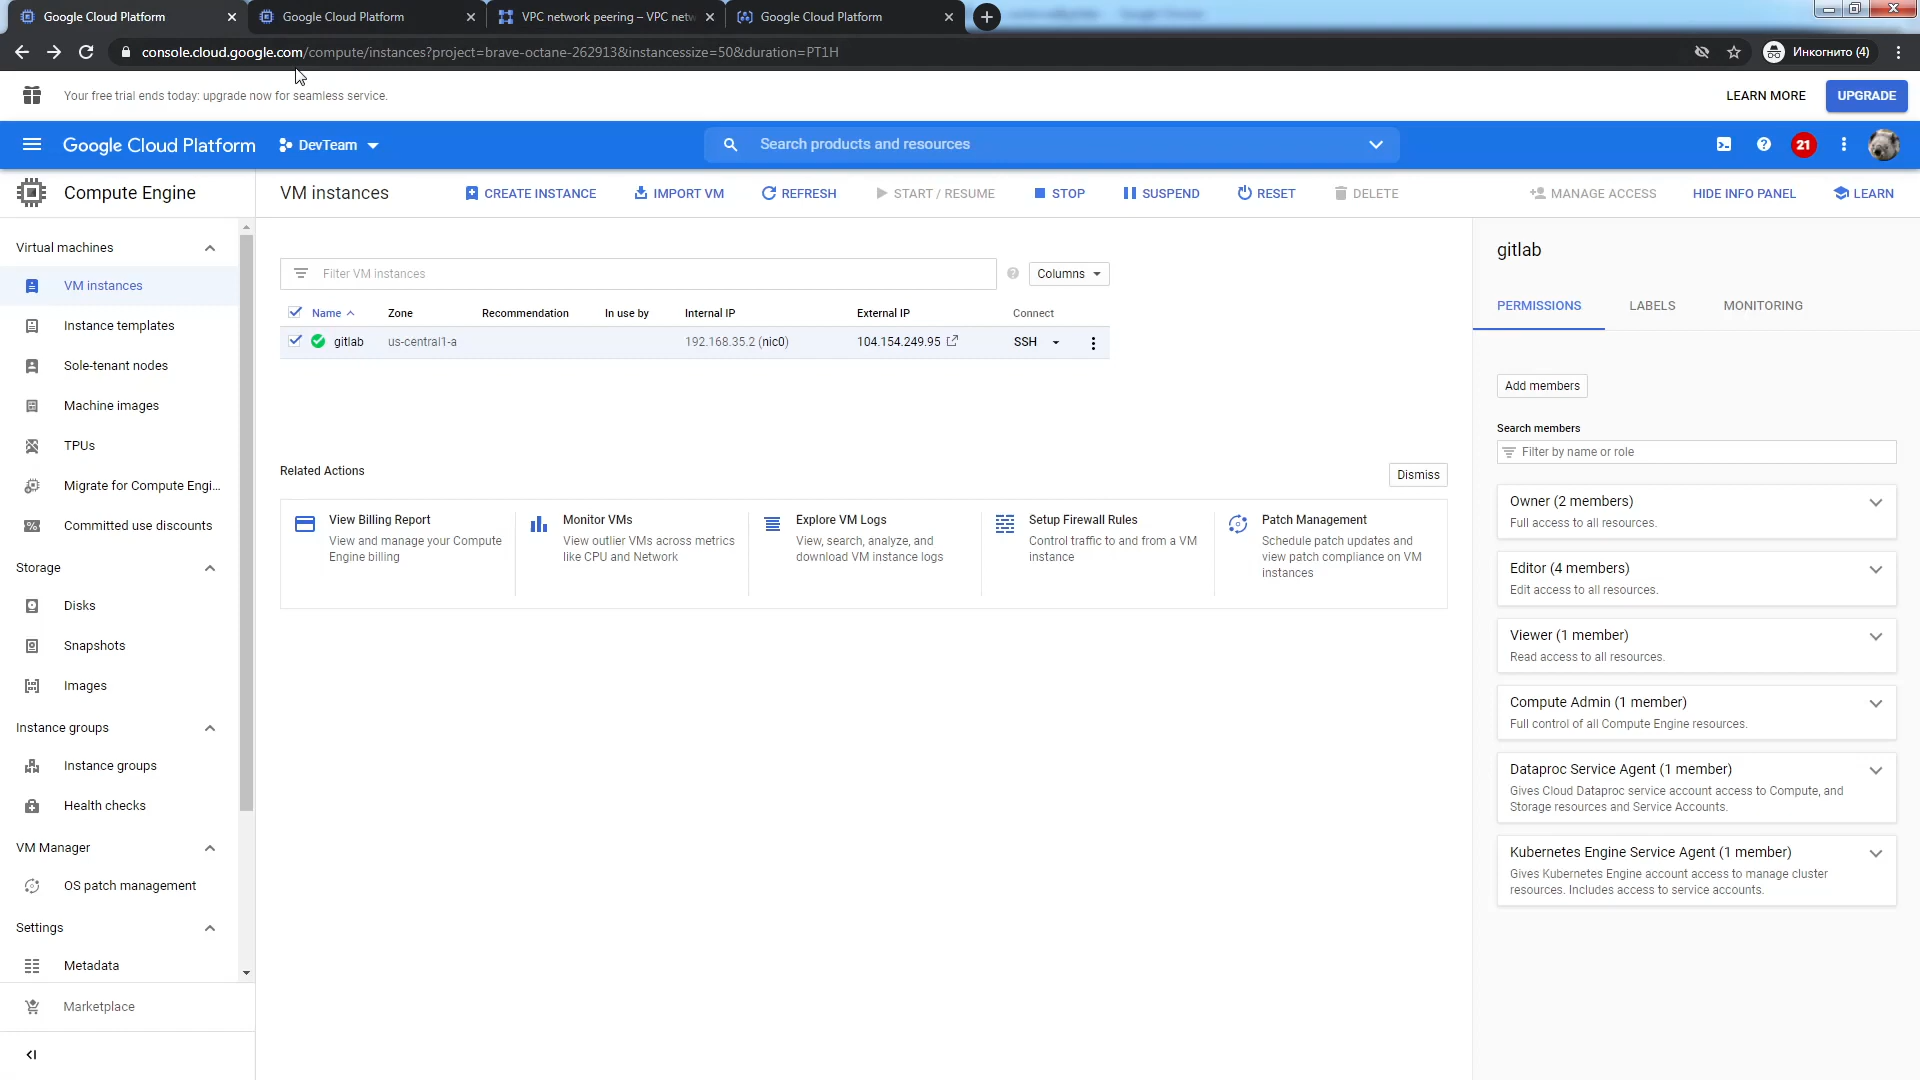 Google Cloud Platform
Google Cloud Platform
VPC network peering – VPC netw
Google Cloud Platform
console.cloud.google.com/compute/instances?project=brave-octane-262913&instancessize=50&duration=PT1H
Инкогнито (4)
Your free trial ends today: upgrade now for seamless service.
LEARN MORE
UPGRADE
Google Cloud Platform
DevTeam
Search products and resources
21
Compute Engine
VM instances
CREATE INSTANCE
IMPORT VM
REFRESH
START / RESUME
STOP
SUSPEND
RESET
DELETE
MANAGE ACCESS
HIDE INFO PANEL
LEARN
Virtual machines
VM instances
Instance templates
Sole-tenant nodes
Machine images
TPUs
Migrate for Compute Engi...
Committed use discounts
Storage
Disks
Snapshots
Images
Instance groups
Instance groups
Health checks
VM Manager
OS patch management
Settings
Metadata
Marketplace
Filter VM instances
Columns
Name
Zone
Recommendation
In use by
Internal IP
External IP
Connect
gitlab
us-central1-a
192.168.35.2 (nic0)
104.154.249.95
SSH
Related Actions
Dismiss
View Billing Report
View and manage your Compute
Engine billing
Monitor VMs
View outlier VMs across metrics
like CPU and Network
Explore VM Logs
View, search, analyze, and
download VM instance logs
Setup Firewall Rules
Control traffic to and from a VM
instance
Patch Management
Schedule patch updates and
view patch compliance on VM
instances
gitlab
PERMISSIONS
LABELS
MONITORING
Add members
Search members
Filter by name or role
Owner (2 members)
Full access to all resources.
Editor (4 members)
Edit access to all resources.
Viewer (1 member)
Read access to all resources.
Compute Admin (1 member)
Full control of all Compute Engine resources.
Dataproc Service Agent (1 member)
Gives Cloud Dataproc service account access to Compute, and
Storage resources and Service Accounts.
Kubernetes Engine Service Agent (1 member)
Gives Kubernetes Engine account access to manage cluster
resources. Includes access to service accounts.